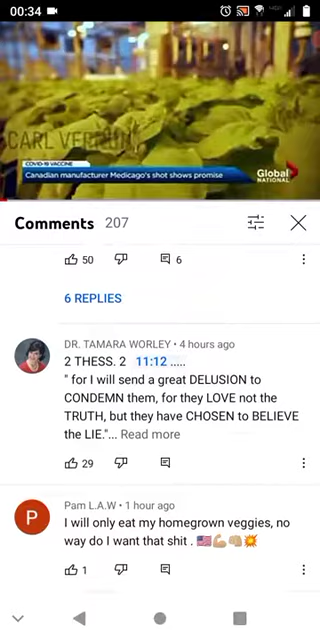 00:34
CARL VER
COVID-19 VACCINE
Canadian manufacturer Medicago's shot shows promise
Global
NATIONAL
Comments 207
50
6
6 REPLIES
DR. TAMARA WORLEY • 4 hours ago
2 THESS. 2 11:12 .....
" for I will send a great DELUSION to
CONDEMN them, for they LOVE not the
TRUTH, but they have CHOSEN to BELIEVE
the LIE."... Read more
29
P
Pam L.A.W • 1 hour ago
I will only eat my homegrown veggies, no
way do I want that shit . 🇺🇸💪🏼👊🏼💥
1